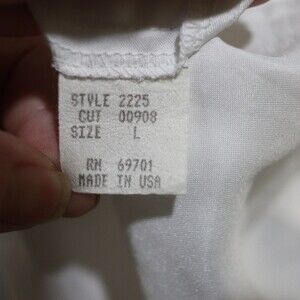 STYLE 2225
CUT 00908
SIZE L
RN 69701
MADE IN USA